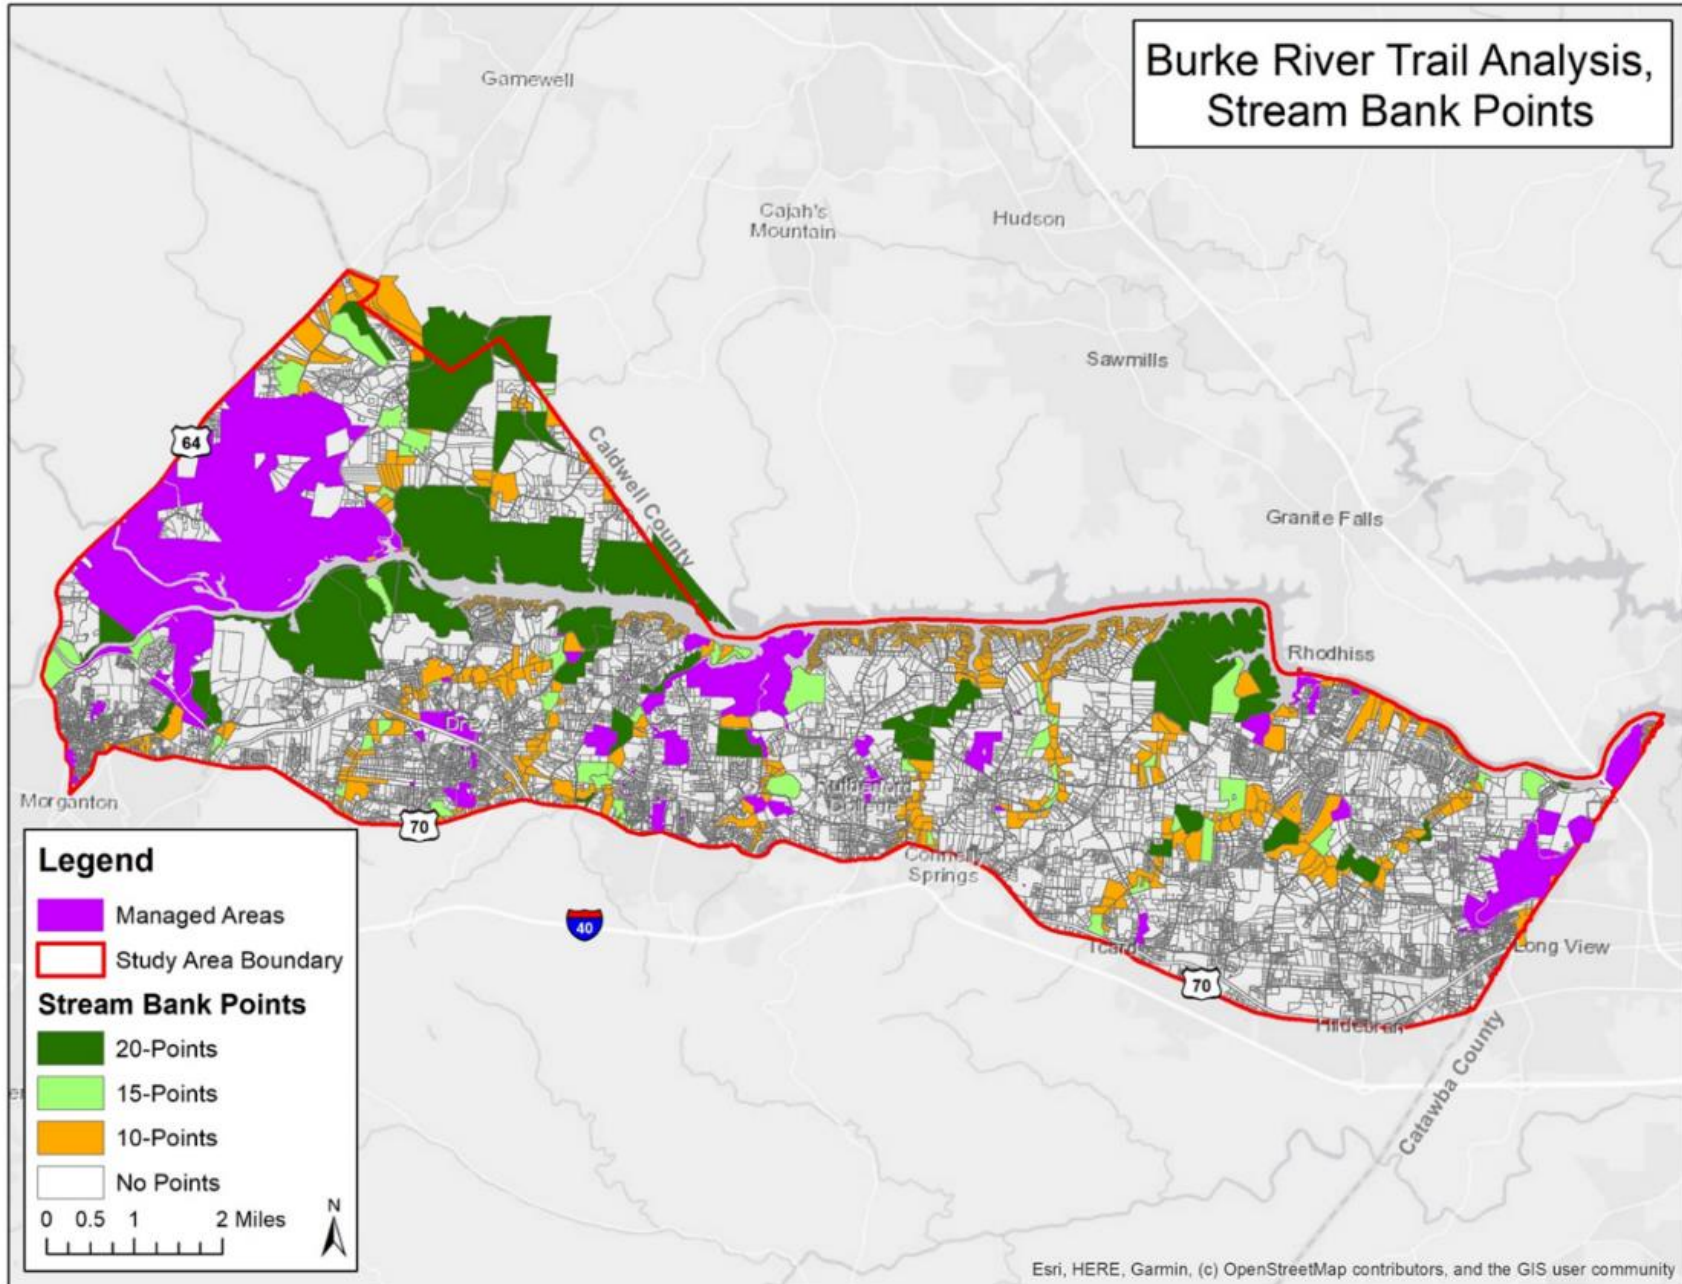 Burke River Trail Analysis,
Stream Bank Points
Gamewell
Cajah's
Mountain
Hudson
Sawmills
64
Caldwell County
Granite Falls
Rhodhiss
Morganton
70
Rutherford
Connelly
Springs
40
Icard
Long View
70
Hildebran
Catawba County
Legend
Managed Areas
Study Area Boundary
Stream Bank Points
20-Points
15-Points
10-Points
No Points
0 0.5 1 2 Miles
N
Esri, HERE, Garmin, (c) OpenStreetMap contributors, and the GIS user community